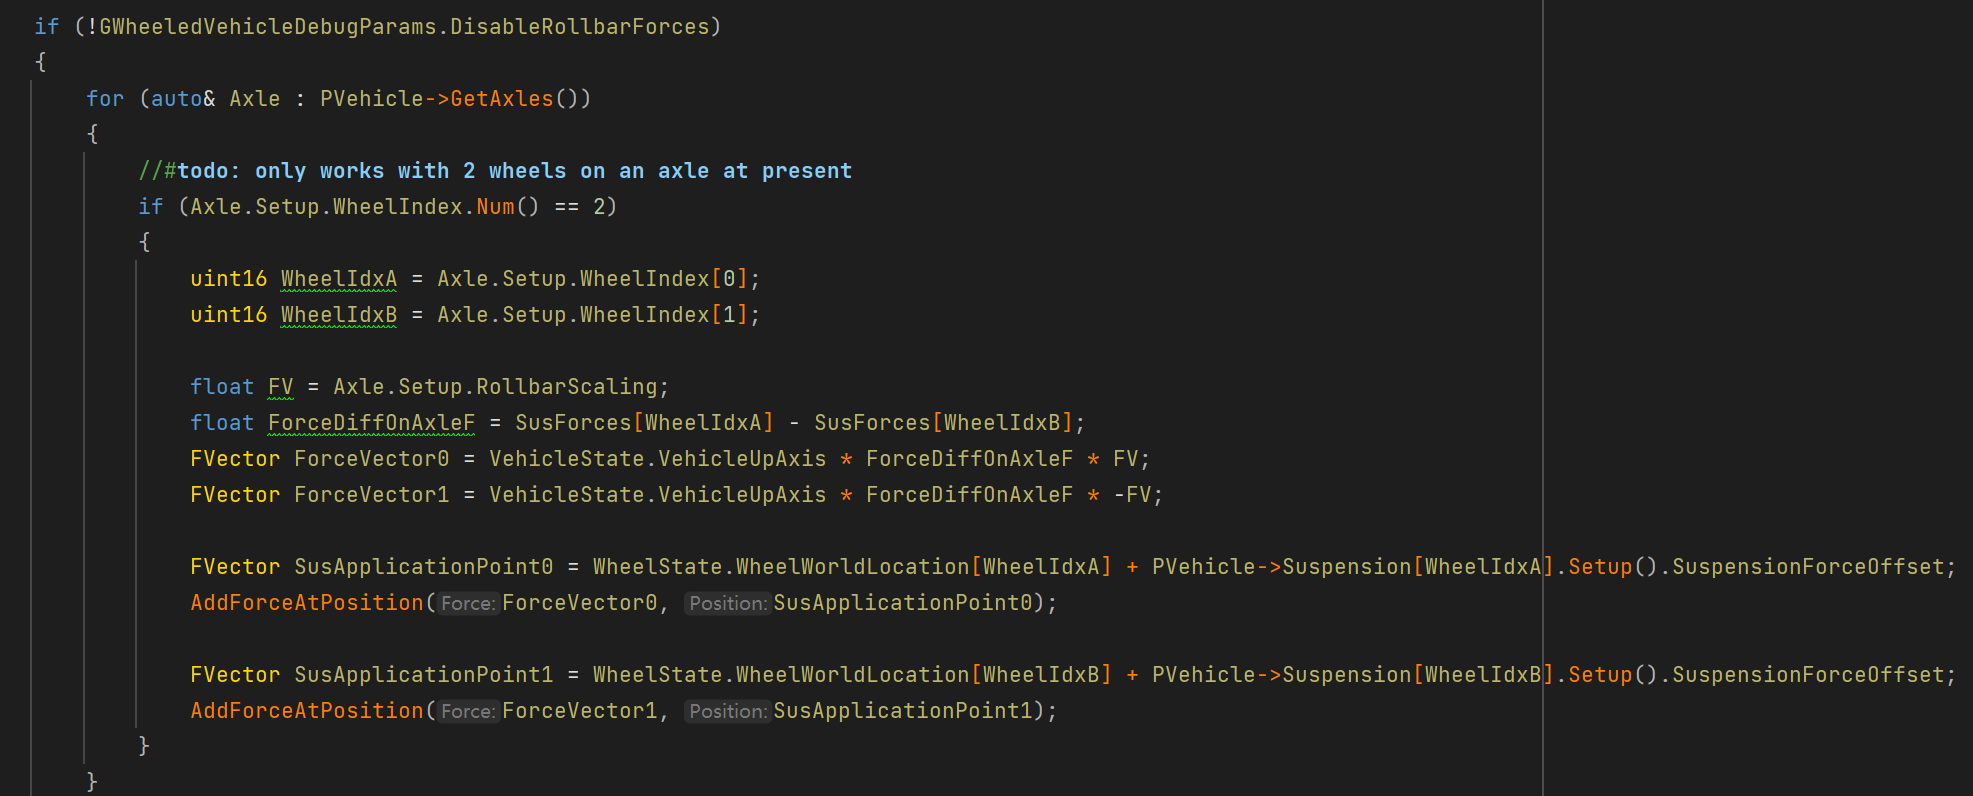 if (!GWheeledVehicleDebugParams.DisableRollbarForces)
{
for (auto& Axle : PVehicle->GetAxles())
{
//#todo: only works with 2 wheels on an axle at present
if (Axle.Setup.WheelIndex.Num() == 2)
{
uint16 WheelIdxA = Axle.Setup.WheelIndex[0];
uint16 WheelIdxB = Axle.Setup.WheelIndex[1];
float FV = Axle.Setup.RollbarScaling;
float ForceDiffOnAxleF = SusForces[WheelIdxA] - SusForces[WheelIdxB];
FVector ForceVector0 = VehicleState.VehicleUpAxis * ForceDiffOnAxleF * FV;
FVector ForceVector1 = VehicleState.VehicleUpAxis * ForceDiffOnAxleF * -FV;
FVector SusApplicationPoint0 = WheelState.WheelWorldLocation[WheelIdxA] + PVehicle->Suspension[WheelIdxA].Setup().SuspensionForceOffset;
AddForceAtPosition(Force:ForceVector0, Position:SusApplicationPoint0);
FVector SusApplicationPoint1 = WheelState.WheelWorldLocation[WheelIdxB] + PVehicle->Suspension[WheelIdxB].Setup().SuspensionForceOffset;
AddForceAtPosition(Force:ForceVector1, Position:SusApplicationPoint1);
}
}